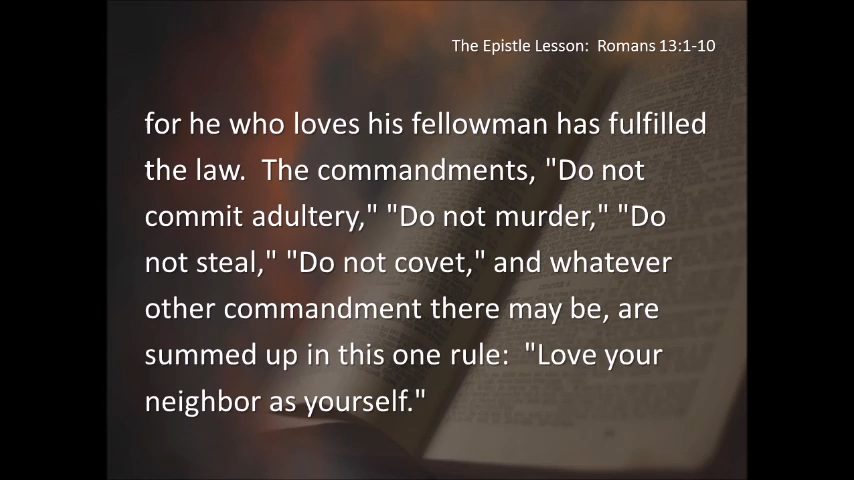 The Epistle Lesson:  Romans 13:1-10
for he who loves his fellowman has fulfilled
the law.  The commandments, "Do not
commit adultery," "Do not murder," "Do
not steal," "Do not covet," and whatever
other commandment there may be, are
summed up in this one rule:  "Love your
neighbor as yourself."